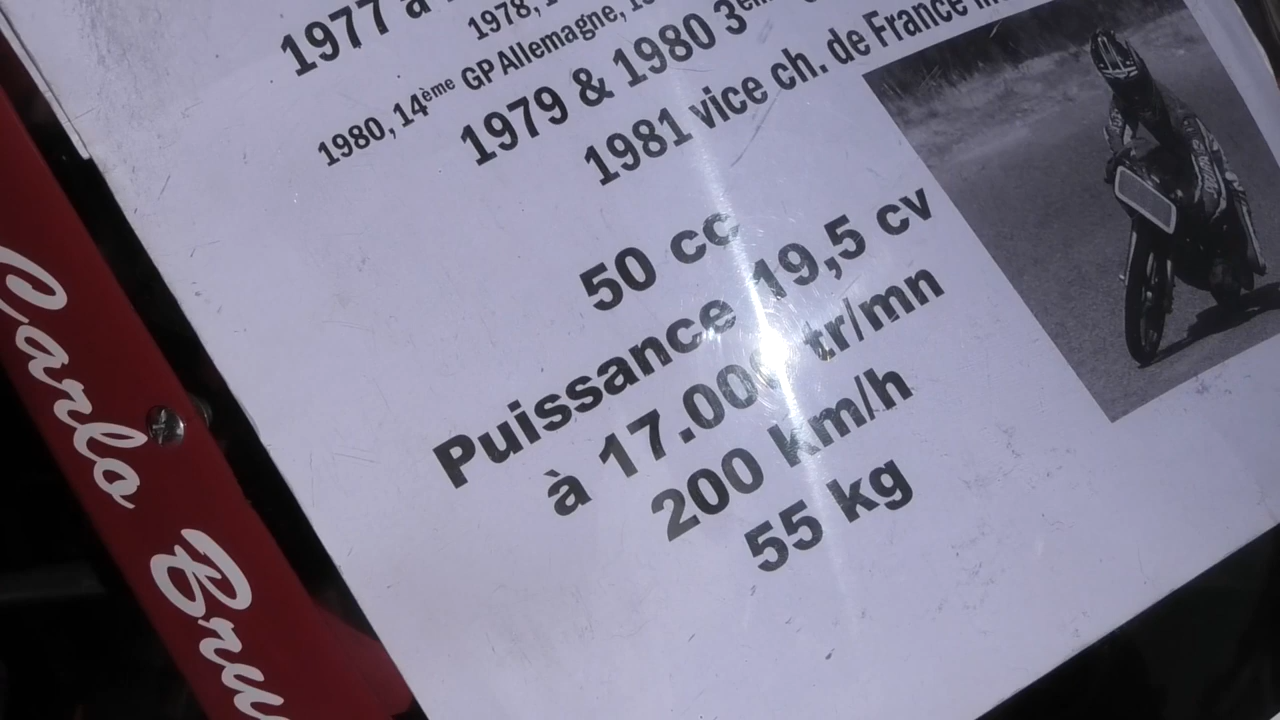 1977 à
1978,
1980, 14ème GP Allemagne,
1979 & 1980 3ème
1981 vice ch. de France
50 cc
Puissance 19,5 cv
à 17.000 tr/mn
200 km/h
55 kg
Carlo Bru